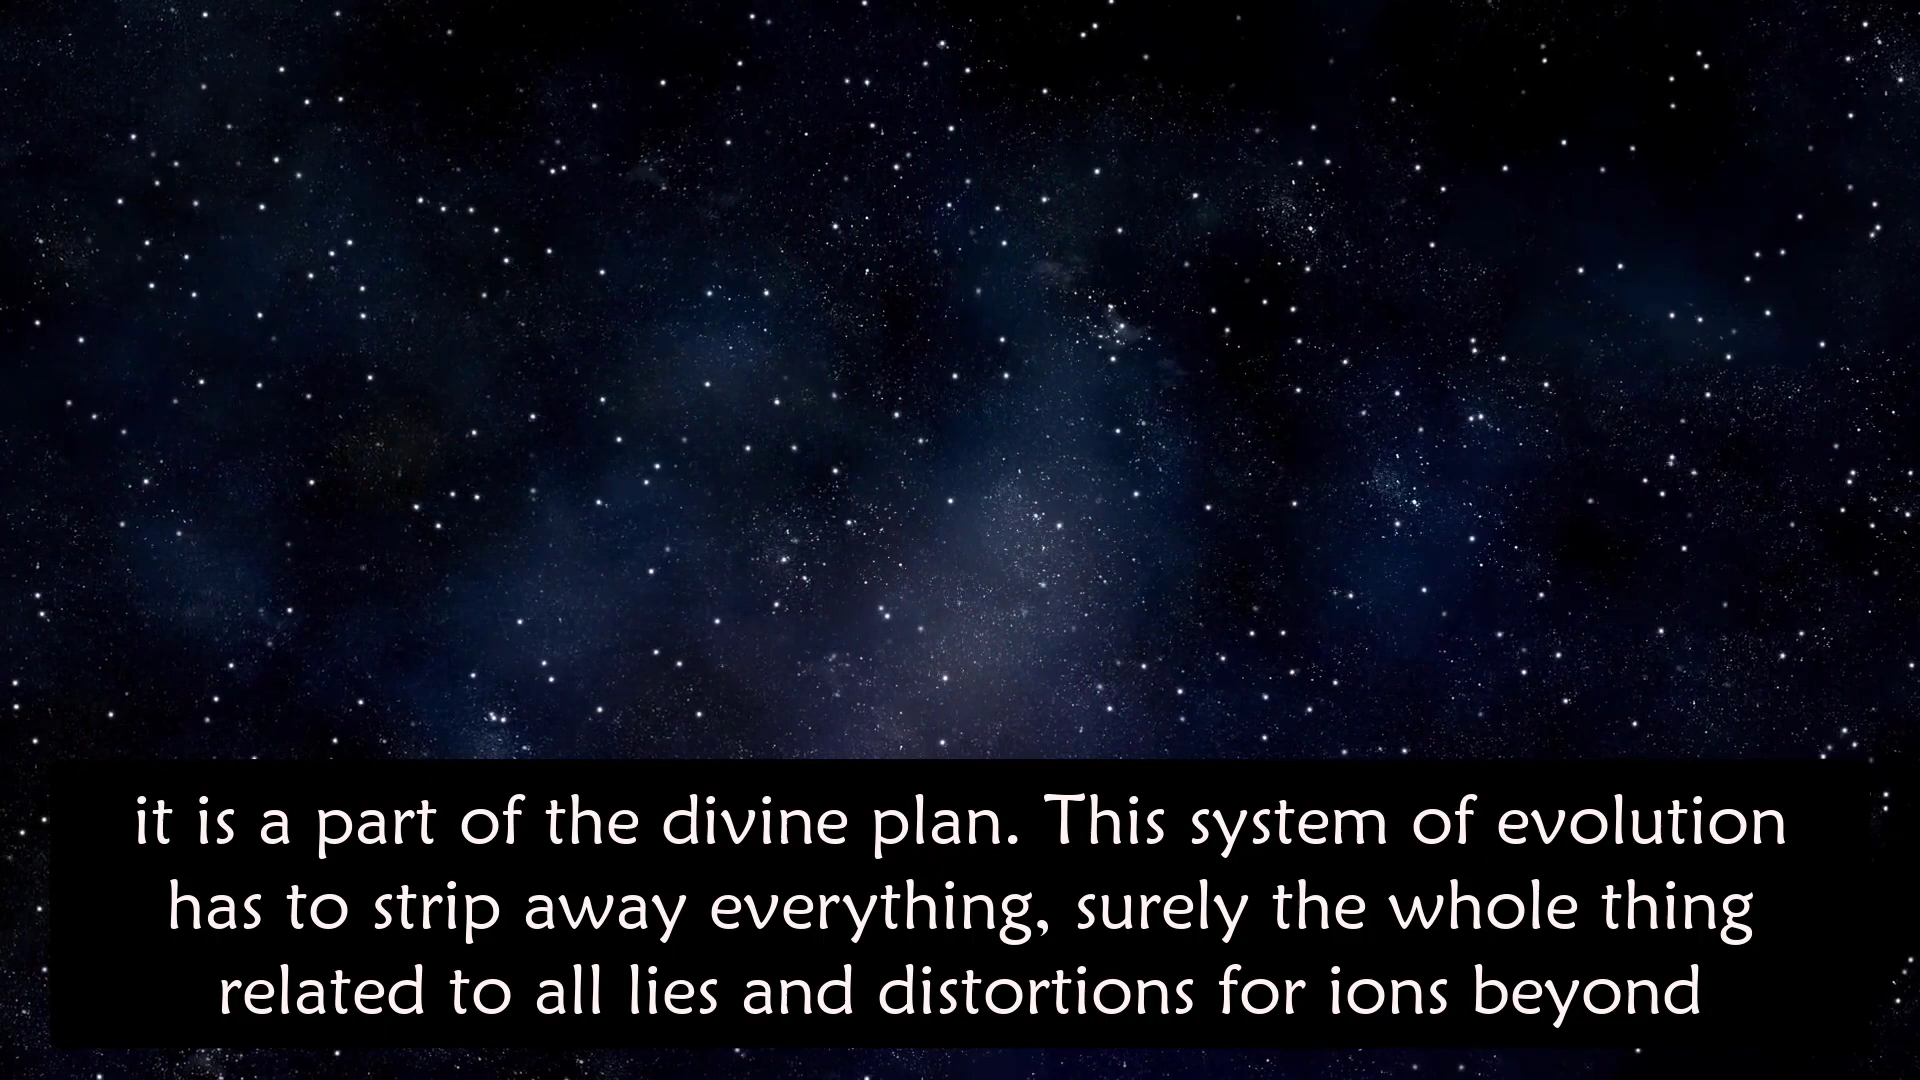 it is a part of the divine plan. This system of evolution
has to strip away everything, surely the whole thing
related to all lies and distortions for ions beyond